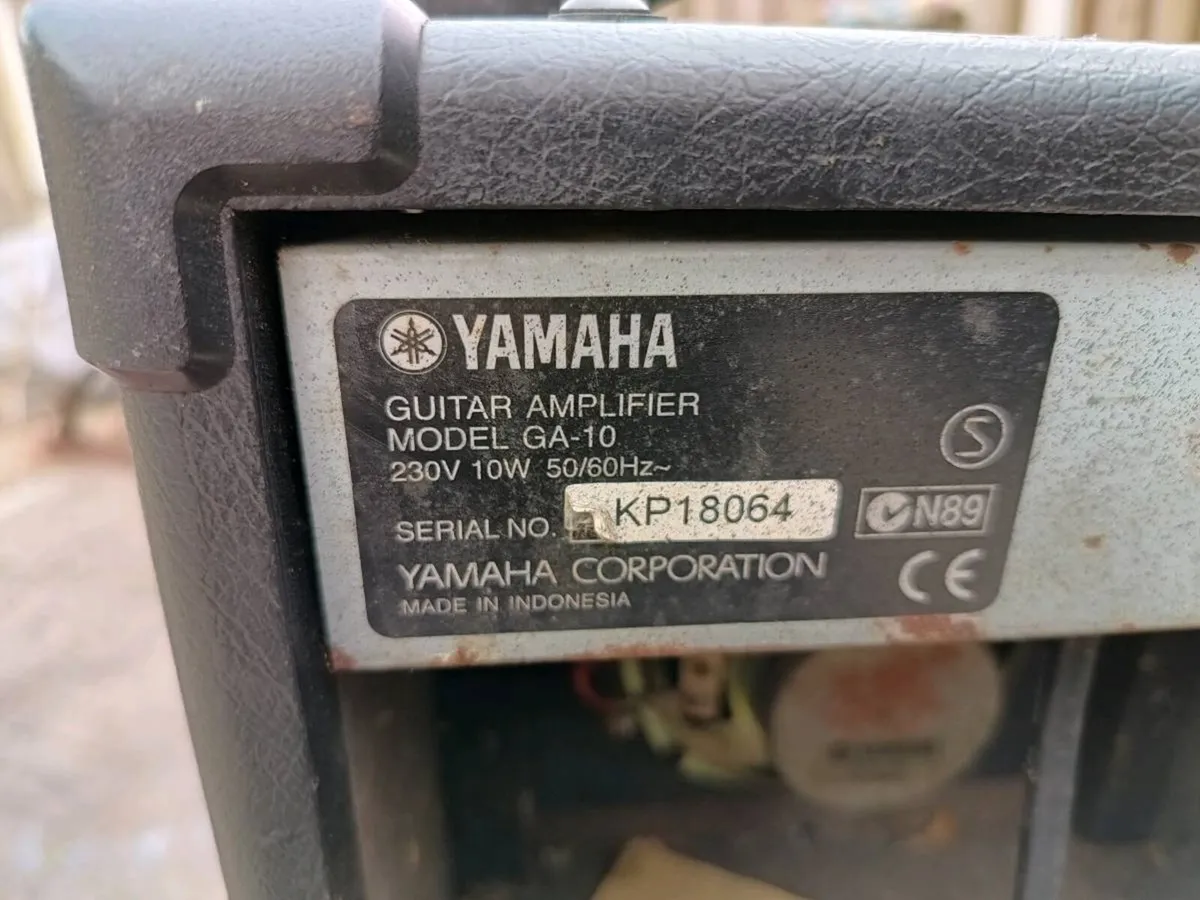 YAMAHA
GUITAR AMPLIFIER
MODEL GA-10
230V 10W 50/60Hz~
S
SERIAL NO. KP18064
N89
YAMAHA CORPORATION
CE
MADE IN INDONESIA